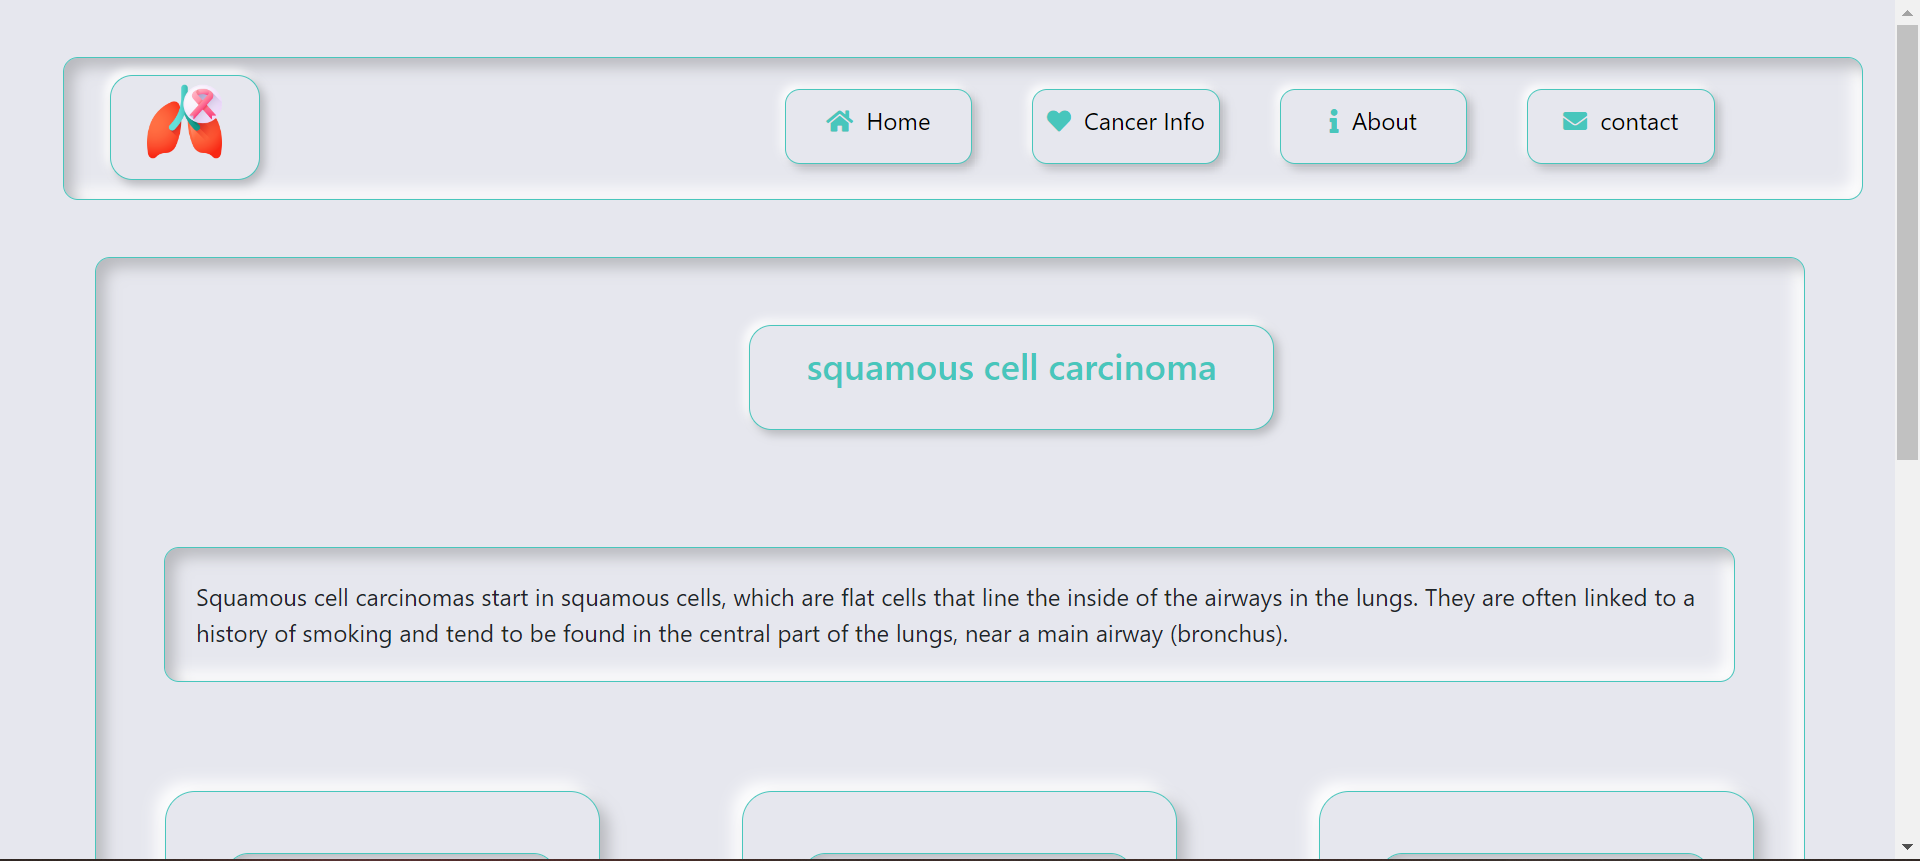 Home
Cancer Info
About
contact
squamous cell carcinoma
Squamous cell carcinomas start in squamous cells, which are flat cells that line the inside of the airways in the lungs. They are often linked to a
history of smoking and tend to be found in the central part of the lungs, near a main airway (bronchus).